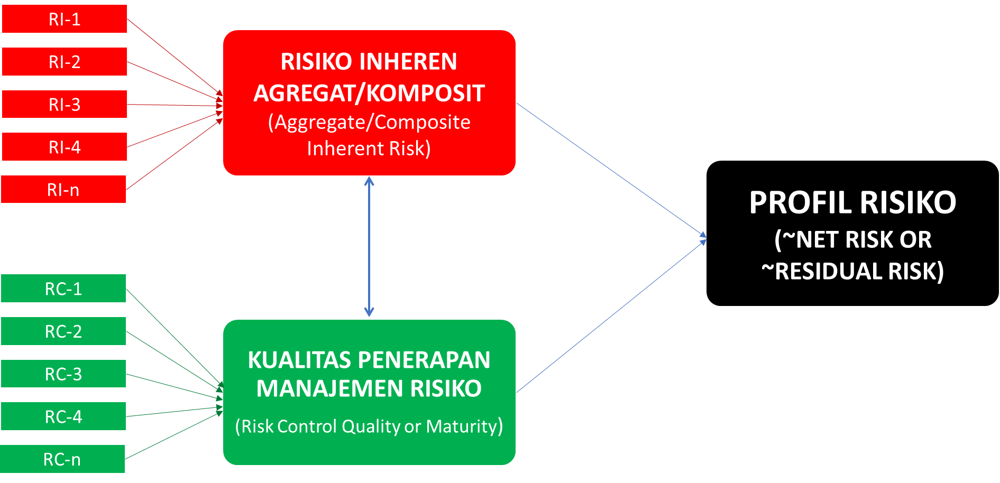 RI-1
RI-2
RI-3
RI-4
RI-n
RISIKO INHEREN
AGREGAT/KOMPOSIT
(Aggregate/Composite
Inherent Risk)
RC-1
RC-2
RC-3
RC-4
RC-n
KUALITAS PENERAPAN
MANAJEMEN RISIKO
(Risk Control Quality or Maturity)
PROFIL RISIKO
(~NET RISK OR
~RESIDUAL RISK)